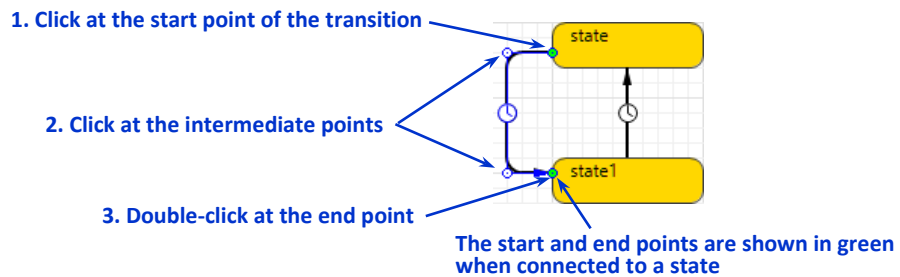 1. Click at the start point of the transition
state
2. Click at the intermediate points
state1
3. Double-click at the end point
The start and end points are shown in green
when connected to a state